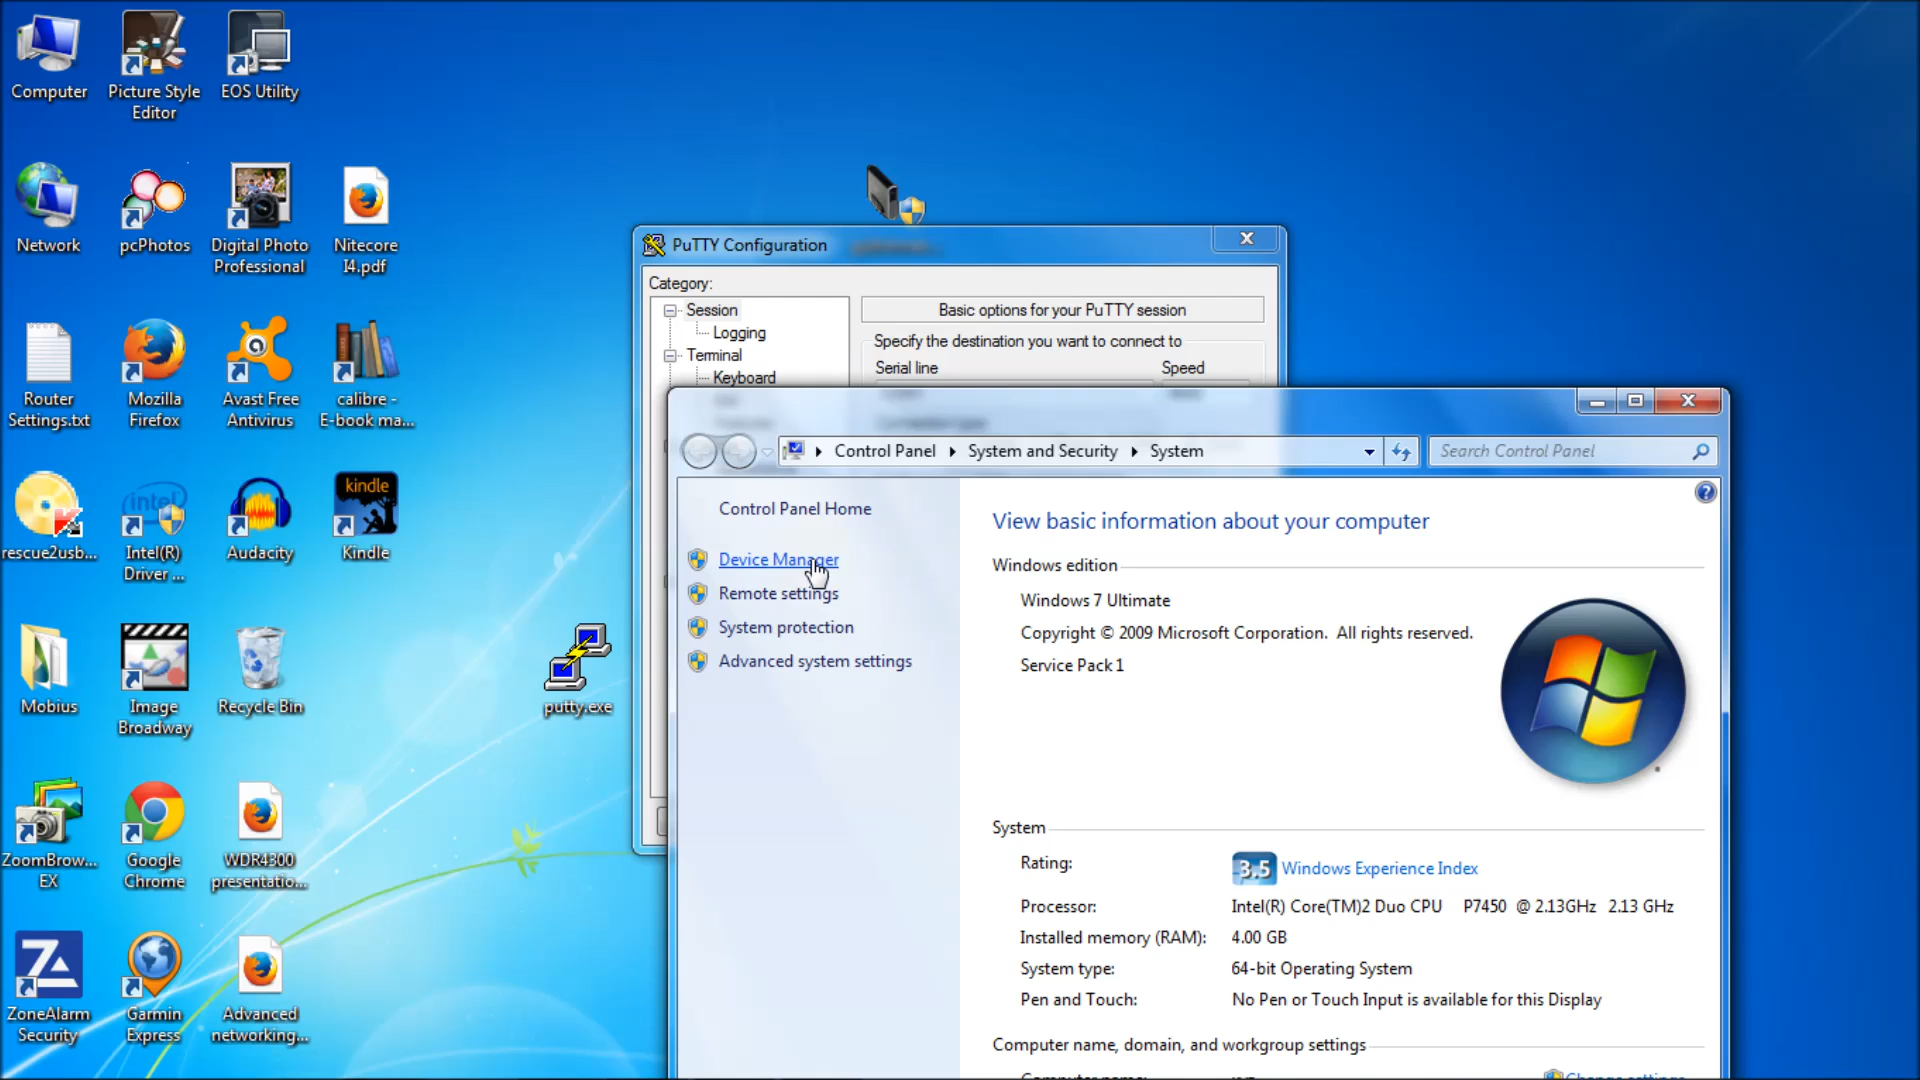 Computer
Picture Style
Editor
EOS Utility
Network
pcPhotos
Digital Photo
Professional
Nitecore
I4.pdf
Router
Settings.txt
Mozilla
Firefox
Avast Free
Antivirus
calibre -
E-book ma...
rescue2usb...
intel
Intel(R)
Driver ...
Audacity
kindle
Kindle
Mobius
Image
Broadway
Recycle Bin
putty.exe
ZoomBrow...
EX
Google
Chrome
WDR4300
presentatio...
ZoneAlarm
Security
Garmin
Express
Advanced
networking...
PuTTY Configuration
Category:
Session
Logging
Terminal
Keyboard
Basic options for your PuTTY session
Specify the destination you want to connect to
Serial line
Speed
Control Panel
System and Security
System
Search Control Panel
Control Panel Home
Device Manager
Remote settings
System protection
Advanced system settings
View basic information about your computer
Windows edition
Windows 7 Ultimate
Copyright © 2009 Microsoft Corporation. All rights reserved.
Service Pack 1
System
Rating:
3.5 Windows Experience Index
Processor:
Intel(R) Core(TM)2 Duo CPU P7450 @ 2.13GHz 2.13 GHz
Installed memory (RAM):
4.00 GB
System type:
64-bit Operating System
Pen and Touch:
No Pen or Touch Input is available for this Display
Computer name, domain, and workgroup settings